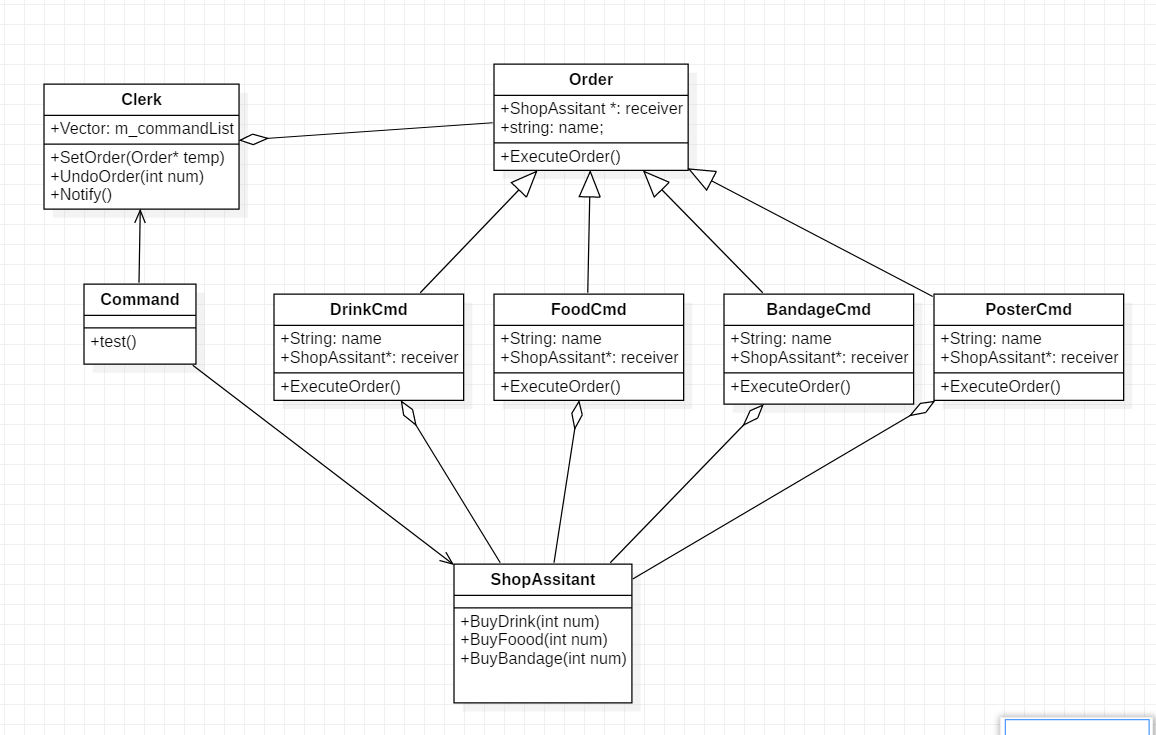 Clerk
+Vector: m_commandList
+SetOrder(Order* temp)
+UndoOrder(int num)
+Notify()
Order
+ShopAssitant *: receiver
+string: name;
+ExecuteOrder()
Command
+test()
DrinkCmd
+String: name
+ShopAssitant*: receiver
+ExecuteOrder()
FoodCmd
+String: name
+ShopAssitant*: receiver
+ExecuteOrder()
BandageCmd
+String: name
+ShopAssitant*: receiver
+ExecuteOrder()
PosterCmd
+String: name
+ShopAssitant*: receiver
+ExecuteOrder()
ShopAssitant
+BuyDrink(int num)
+BuyFoood(int num)
+BuyBandage(int num)